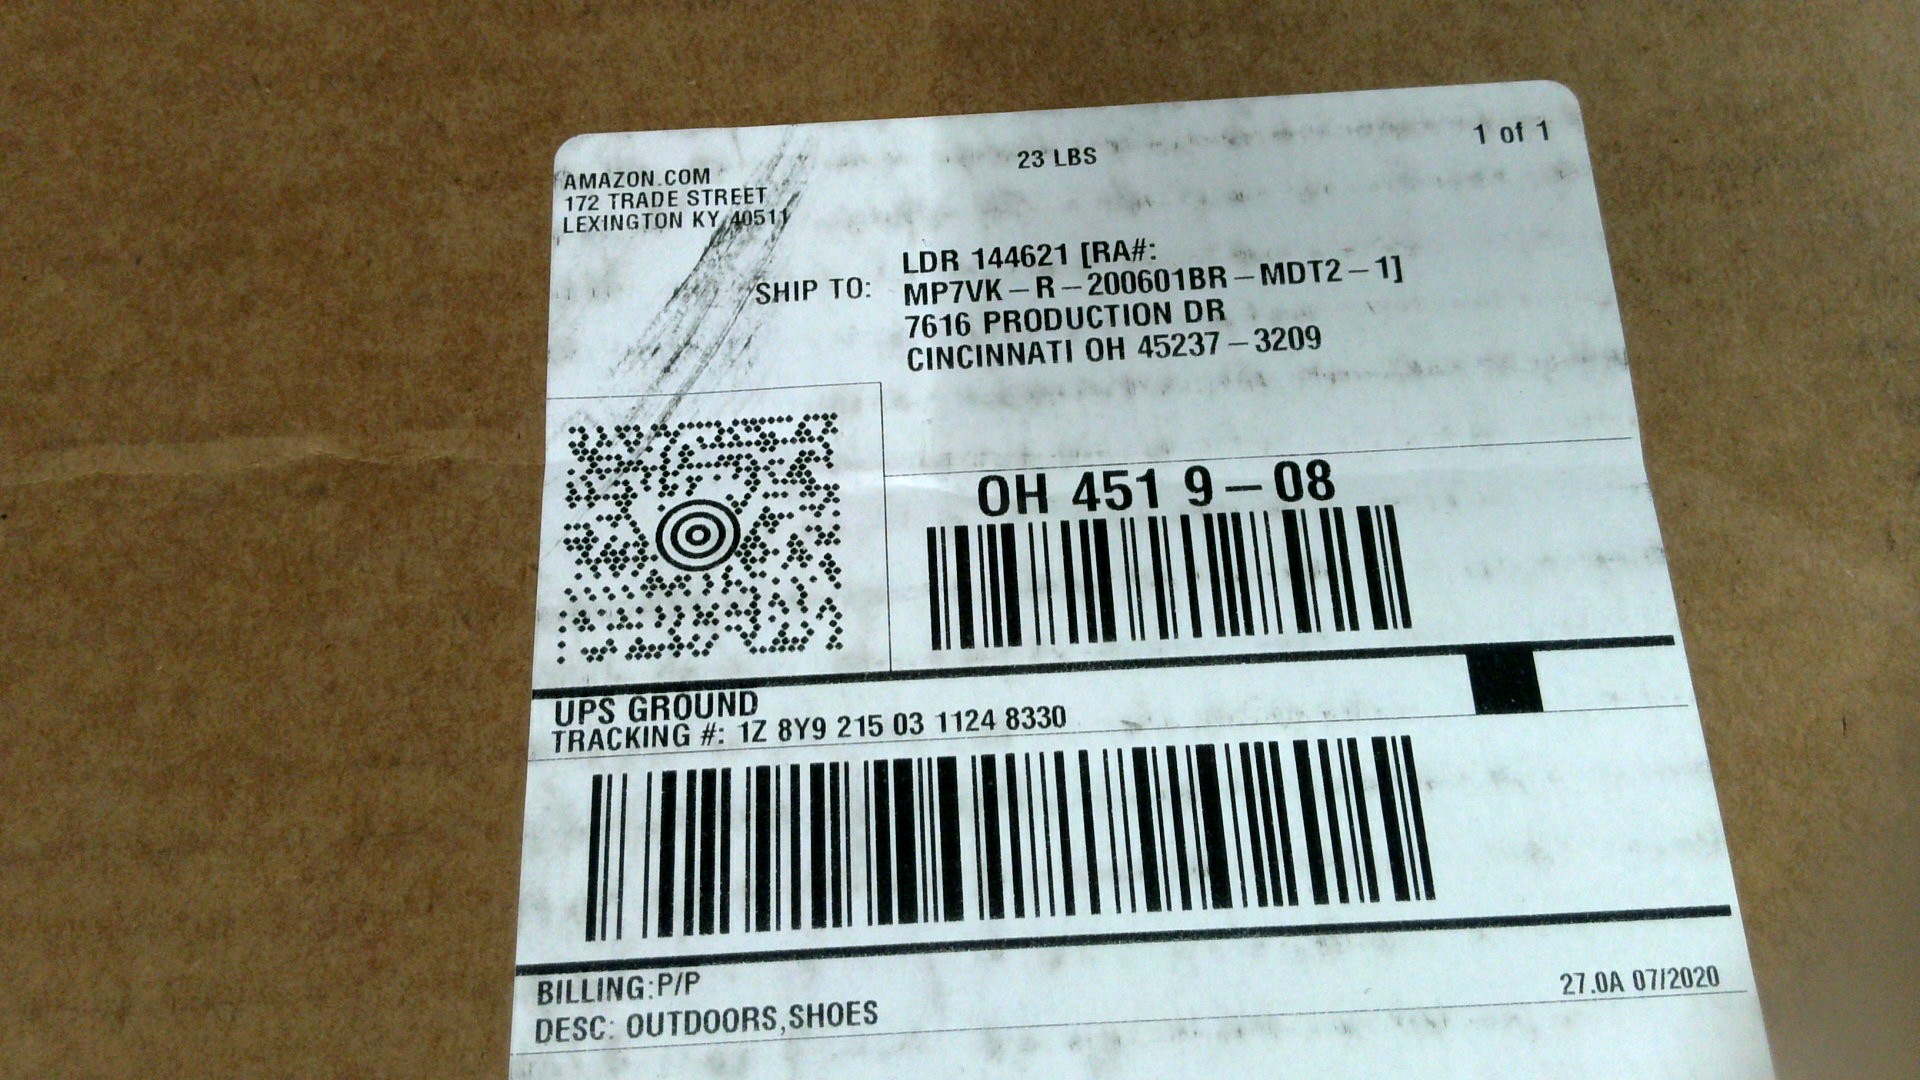 AMAZON.COM
172 TRADE STREET
LEXINGTON KY 40511
23 LBS
1 of 1
SHIP TO:
LDR 144621 [RA#:
MP7VK-R-200601BR-MDT2-1]
7616 PRODUCTION DR
CINCINNATI OH 45237-3209
OH 451 9-08
UPS GROUND
TRACKING #: 1Z 8Y9 215 03 1124 8330
BILLING:P/P
DESC: OUTDOORS,SHOES
27.0A 07/2020